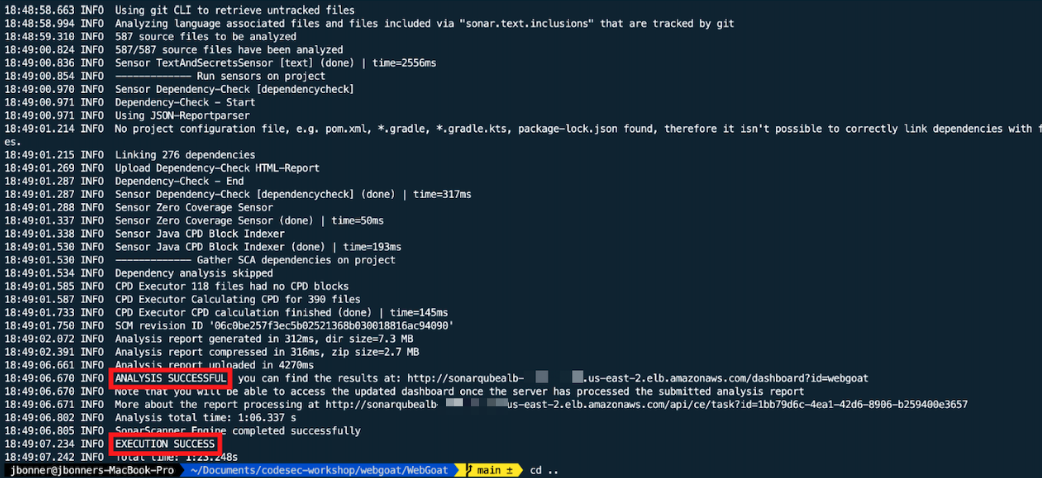 18:48:58.663 INFO  Using git CLI to retrieve untracked files
18:48:58.994 INFO  Analyzing language associated files and files included via "sonar.text.inclusions" that are tracked by git
18:48:59.310 INFO  587 source files to be analyzed
18:49:00.824 INFO  587/587 source files have been analyzed
18:49:00.836 INFO  Sensor TextAndSecretsSensor [text] (done) | time=2556ms
18:49:00.854 INFO  ------------- Run sensors on project
18:49:00.970 INFO  Sensor Dependency-Check [dependencycheck]
18:49:00.971 INFO  Dependency-Check - Start
18:49:00.971 INFO  Using JSON-Reportparser
18:49:01.214 INFO  No project configuration file, e.g. pom.xml, *.gradle, *.gradle.kts, package-lock.json found, therefore it isn't possible to correctly link dependencies with f
es.
18:49:01.215 INFO  Linking 276 dependencies
18:49:01.269 INFO  Upload Dependency-Check HTML-Report
18:49:01.287 INFO  Dependency-Check - End
18:49:01.287 INFO  Sensor Dependency-Check [dependencycheck] (done) | time=317ms
18:49:01.288 INFO  Sensor Zero Coverage Sensor
18:49:01.337 INFO  Sensor Zero Coverage Sensor (done) | time=50ms
18:49:01.338 INFO  Sensor Java CPD Block Indexer
18:49:01.530 INFO  Sensor Java CPD Block Indexer (done) | time=193ms
18:49:01.530 INFO  ------------- Gather SCA dependencies on project
18:49:01.534 INFO  Dependency analysis skipped
18:49:01.585 INFO  CPD Executor 118 files had no CPD blocks
18:49:01.587 INFO  CPD Executor Calculating CPD for 390 files
18:49:01.733 INFO  CPD Executor CPD calculation finished (done) | time=145ms
18:49:01.750 INFO  SCM revision ID '06c0be257f3ec5b02521368b030018816ac94090'
18:49:02.072 INFO  Analysis report generated in 312ms, dir size=7.3 MB
18:49:02.391 INFO  Analysis report compressed in 316ms, zip size=2.7 MB
18:49:06.661 INFO  Analysis report uploaded in 4270ms
18:49:06.670 INFO  ANALYSIS SUCCESSFUL, you can find the results at: http://sonarqubealb- .us-east-2.elb.amazonaws.com/dashboard?id=webgoat
18:49:06.670 INFO  Note that you will be able to access the updated dashboard once the server has processed the submitted analysis report
18:49:06.671 INFO  More about the report processing at http://sonarqubealb- us-east-2.elb.amazonaws.com/api/ce/task?id=1bb79d6c-4ea1-42d6-8906-b259400e3657
18:49:06.802 INFO  Analysis total time: 1:06.337 s
18:49:06.805 INFO  SonarScanner Engine completed successfully
18:49:07.234 INFO  EXECUTION SUCCESS
18:49:07.242 INFO  Total time: 1:23.248s
jbonner@jbonners-MacBook-Pro ~/Documents/codesec-workshop/webgoat/WebGoat main ± cd ..